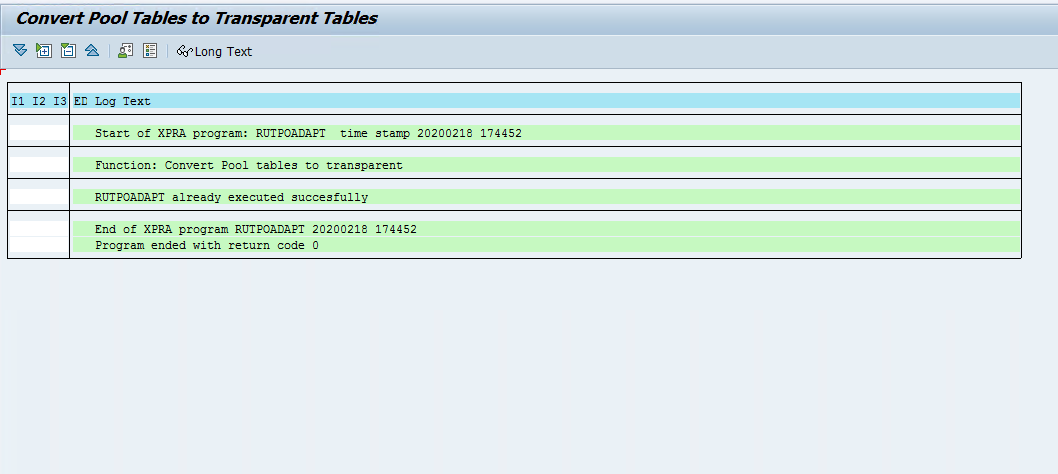 Convert Pool Tables to Transparent Tables
Long Text
I1 I2 I3 ED Log Text
Start of XPRA program: RUTPOADAPT  time stamp 20200218 174452
Function: Convert Pool tables to transparent
RUTPOADAPT already executed succesfully
End of XPRA program RUTPOADAPT 20200218 174452
Program ended with return code 0